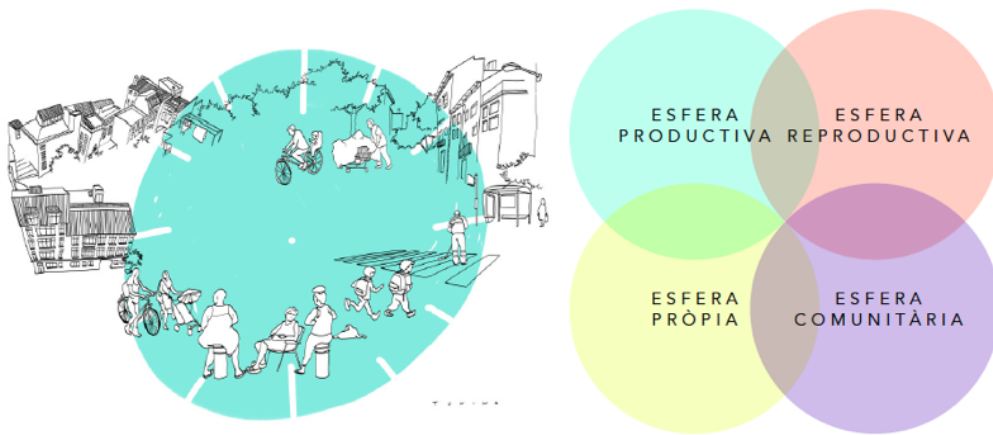 ESFERA
PRODUCTIVA
ESFERA
REPRODUCTIVA
ESFERA
PRÒPIA
ESFERA
COMUNITÀRIA